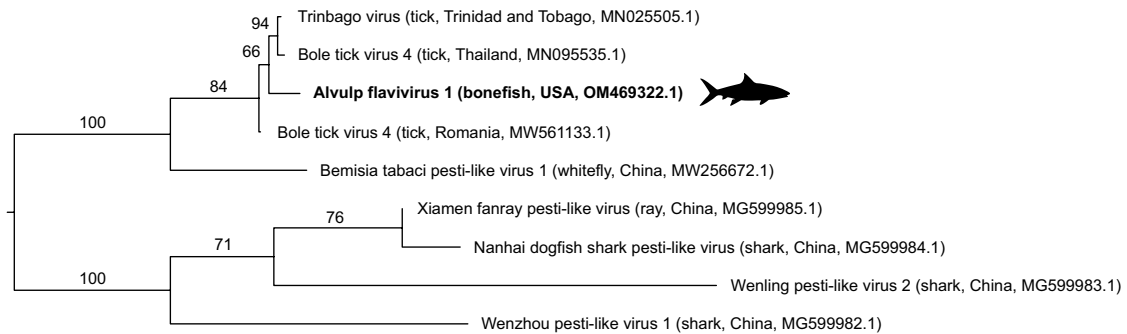 Trinbago virus (tick, Trinidad and Tobago, MN025505.1)
94
Bole tick virus 4 (tick, Thailand, MN095535.1)
66
Alvulp flavivirus 1 (bonefish, USA, OM469322.1)
84
Bole tick virus 4 (tick, Romania, MW561133.1)
100
Bemisia tabaci pesti-like virus 1 (whitefly, China, MW256672.1)
Xiamen fanray pesti-like virus (ray, China, MG599985.1)
76
Nanhai dogfish shark pesti-like virus (shark, China, MG599984.1)
71
Wenling pesti-like virus 2 (shark, China, MG599983.1)
100
Wenzhou pesti-like virus 1 (shark, China, MG599982.1)